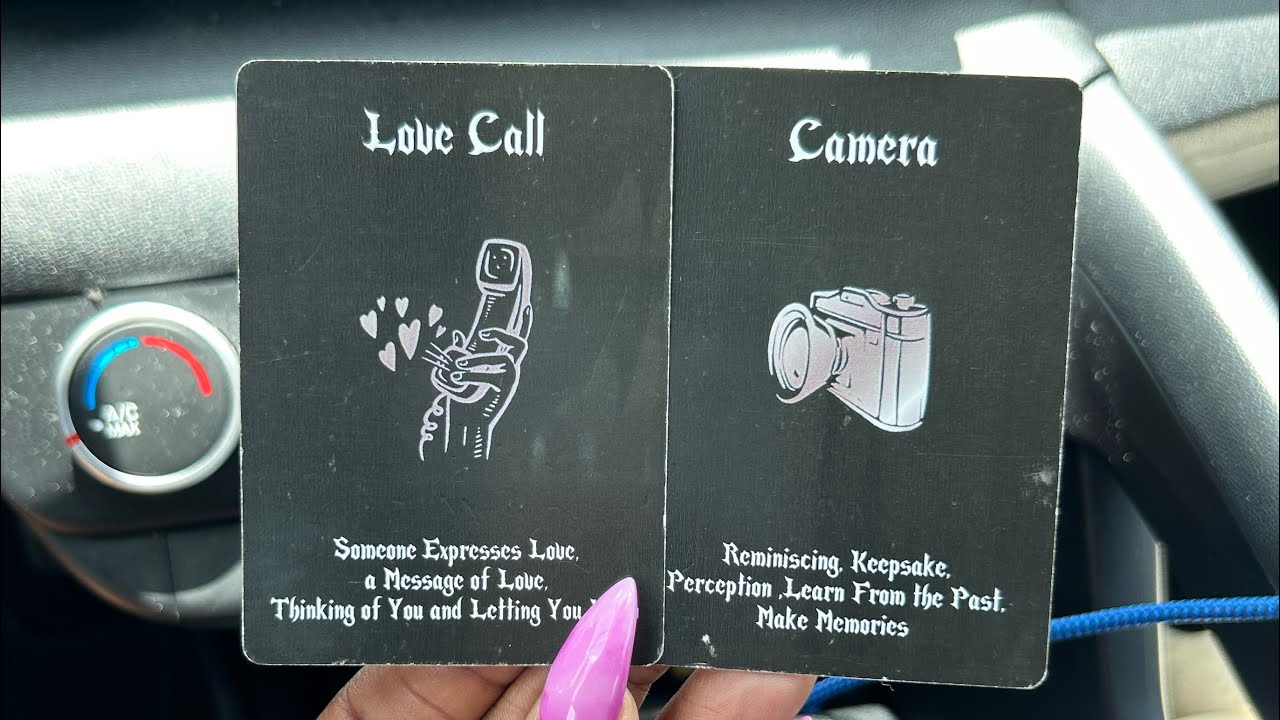 Love Call
Someone Expresses Love,
a Message of Love,
Thinking of You and Letting You
Camera
Reminiscing, Keepsake,
Perception ,Learn From the Past,
Make Memories
A/C
MAX